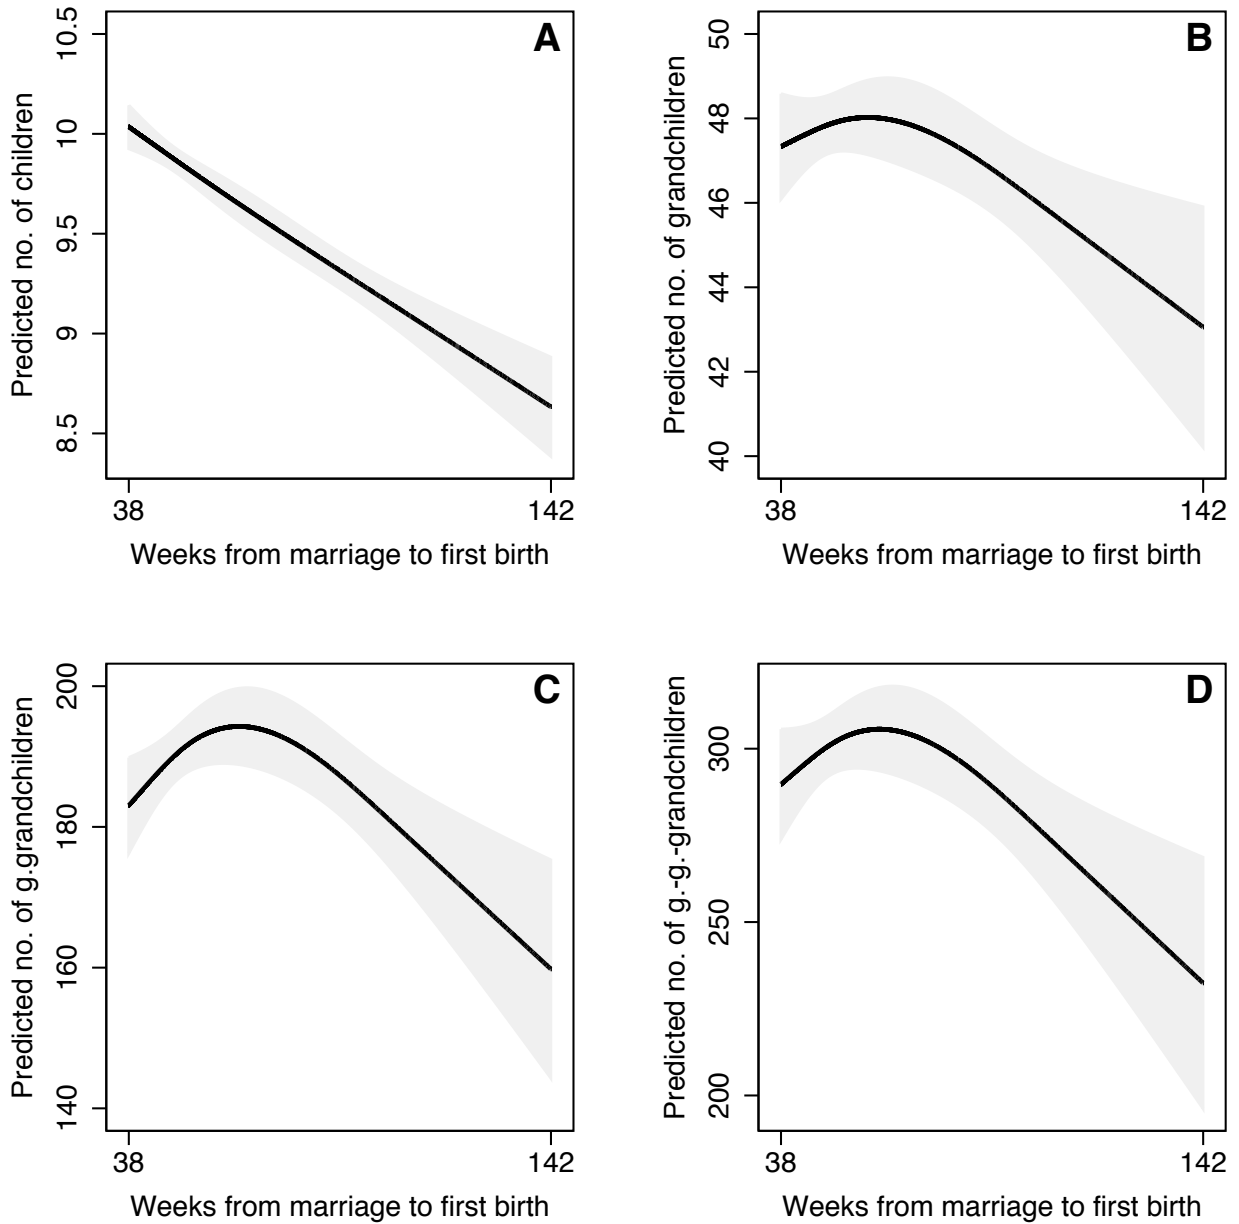 A
Predicted no. of children
10.5
10
9.5
9
8.5
38
142
Weeks from marriage to first birth
B
Predicted no. of grandchildren
50
48
46
44
42
40
38
142
Weeks from marriage to first birth
C
Predicted no. of g.grandchildren
200
180
160
140
38
142
Weeks from marriage to first birth
D
Predicted no. of g.-g.-grandchildren
300
250
200
38
142
Weeks from marriage to first birth